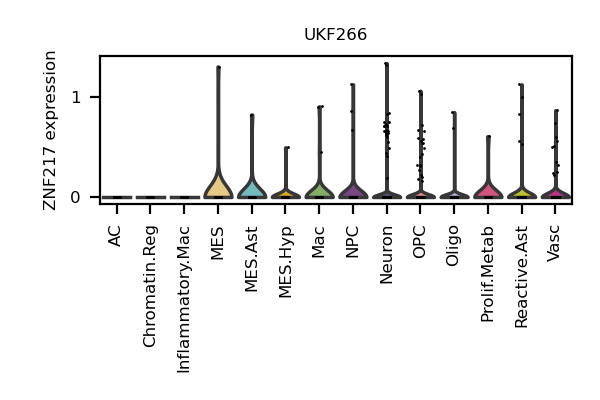 UKF266
ZNF217 expression
1
0
AC
Chromatin.Reg
Inflammatory.Mac
MES
MES.Ast
MES.Hyp
Mac
NPC
Neuron
OPC
Oligo
Prolif.Metab
Reactive.Ast
Vasc